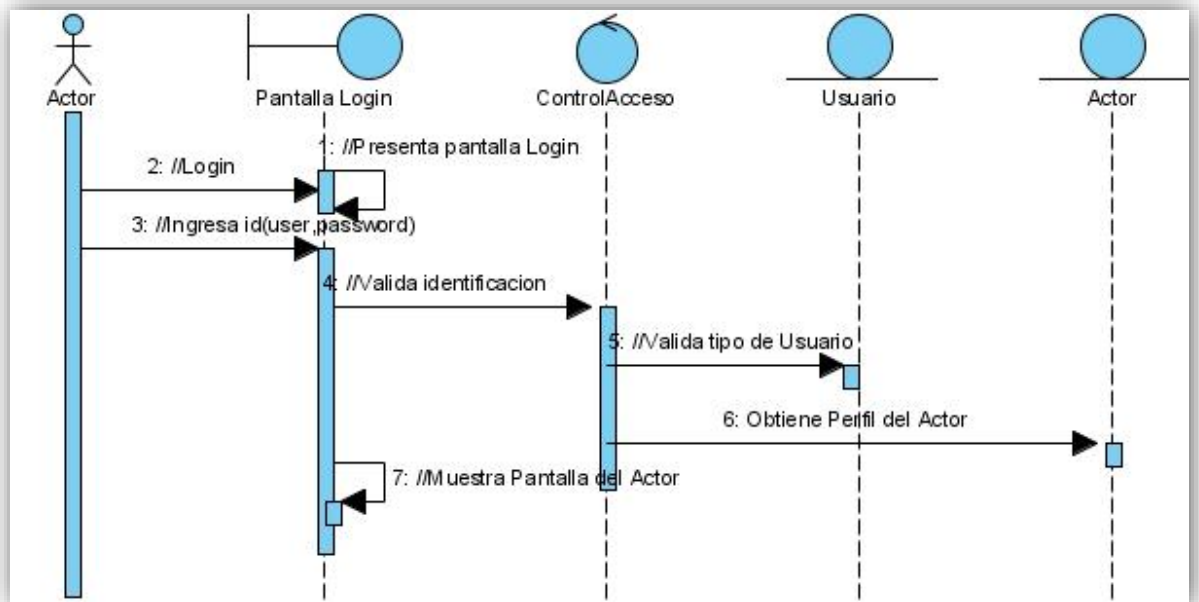 Actor
Pantalla Login
ControlAcceso
Usuario
Actor
1: //Presenta pantalla Login
2: //Login
3: //Ingresa id(user,password)
4: //Valida identificacion
5: //Valida tipo de Usuario
6: Obtiene Perfil del Actor
7: //Muestra Pantalla del Actor